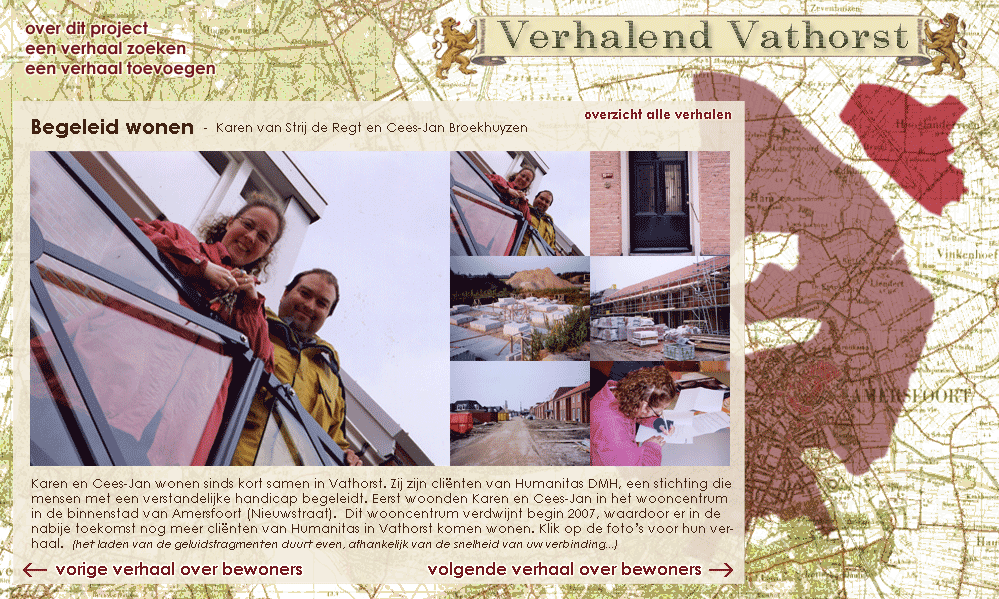 over dit project
een verhaal zoeken
een verhaal toevoegen
Verhalend Vathorst
overzicht alle verhalen
Begeleid wonen - Karen van Strij de Regt en Cees-Jan Broekhuyzen
Karen en Cees-Jan wonen sinds kort samen in Vathorst. Zij zijn cliënten van Humanitas DMH, een stichting die
mensen met een verstandelijke handicap begeleidt. Eerst woonden Karen en Cees-Jan in het wooncentrum
in de binnenstad van Amersfoort (Nieuwstraat).  Dit wooncentrum verdwijnt begin 2007, waardoor er in de
nabije toekomst nog meer cliënten van Humanitas in Vathorst komen wonen. Klik op de foto's voor hun ver-
haal.  (het laden van de geluidsfragmenten duurt even, afhankelijk van de snelheid van uw verbinding...)
vorige verhaal over bewoners
volgende verhaal over bewoners
Zevenhuizen
Hooglanderveen
Vinkenhoef
Liendert
AMERSFOORT